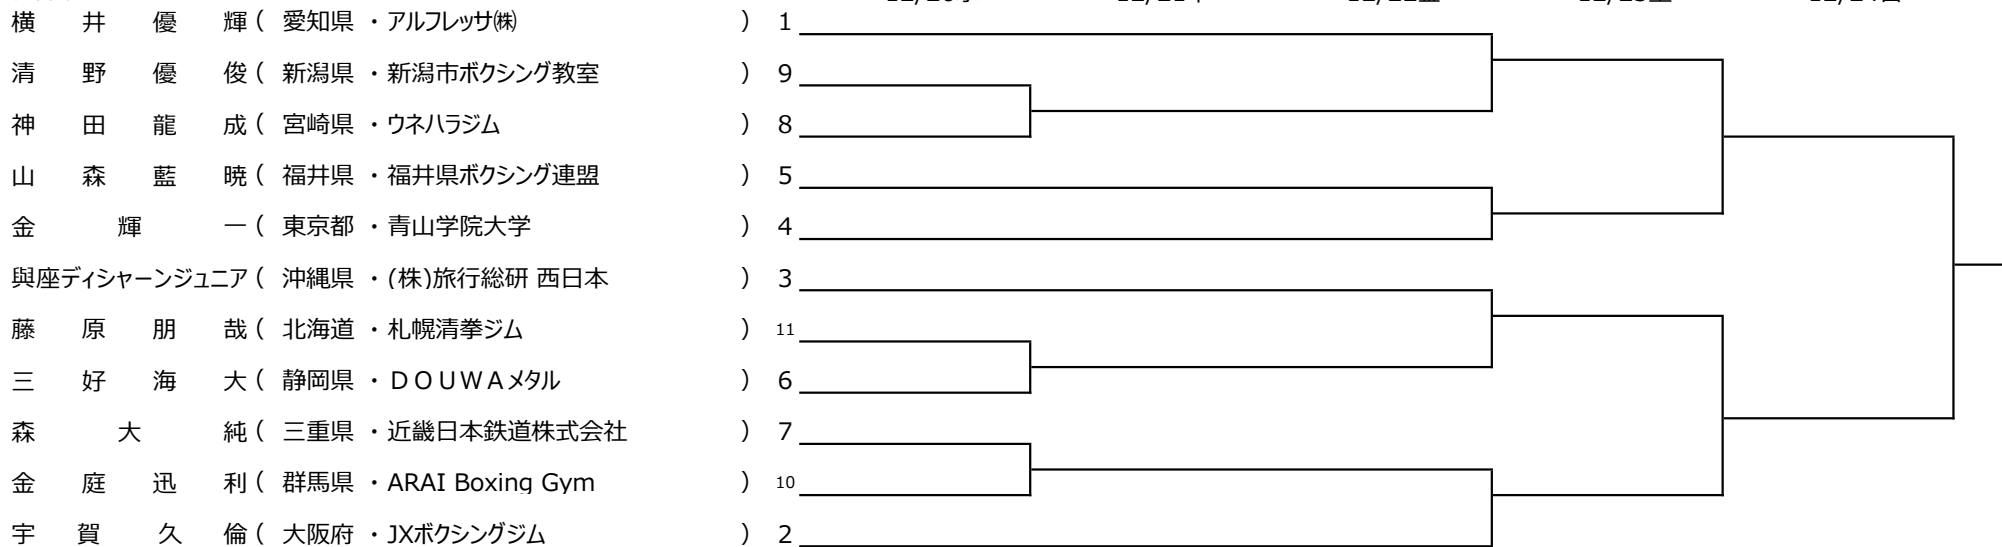 横井優輝 ( 愛知県 ・アルフレッサ㈱ ) 1
清野優俊 ( 新潟県 ・新潟市ボクシング教室 ) 9
神田龍成 ( 宮崎県 ・ウネハラジム ) 8
山森藍暁 ( 福井県 ・福井県ボクシング連盟 ) 5
金輝一 ( 東京都 ・青山学院大学 ) 4
與座ディシャーンジュニア ( 沖縄県 ・(株)旅行総研 西日本 ) 3
藤原朋哉 ( 北海道 ・札幌清拳ジム ) 11
三好海大 ( 静岡県 ・ＤＯＵＷＡメタル ) 6
森大純 ( 三重県 ・近畿日本鉄道株式会社 ) 7
金庭迅利 ( 群馬県 ・ARAI Boxing Gym ) 10
宇賀久倫 ( 大阪府 ・JXボクシングジム ) 2